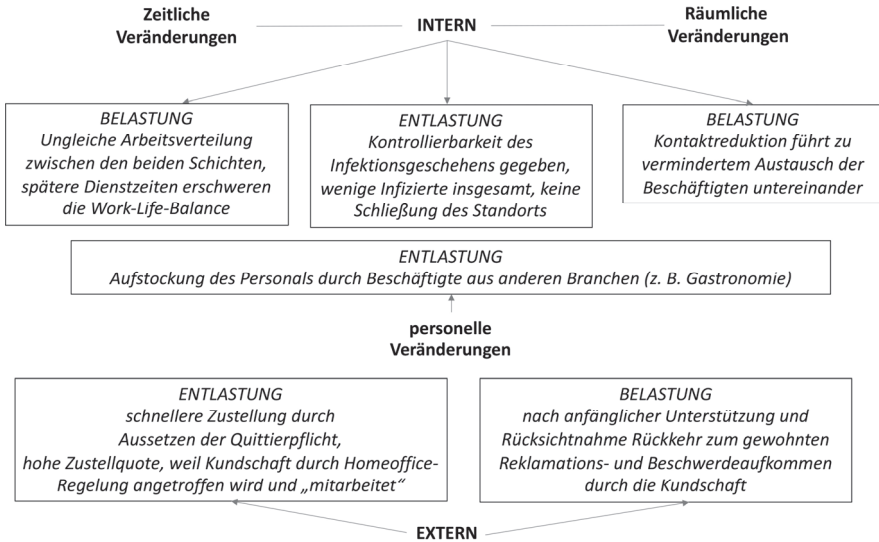 Zeitliche
Veränderungen
INTERN
Räumliche
Veränderungen
BELASTUNG
Ungleiche Arbeitsverteilung
zwischen den beiden Schichten,
spätere Dienstzeiten erschweren
die Work-Life-Balance
ENTLASTUNG
Kontrollierbarkeit des
Infektionsgeschehens gegeben,
wenige Infizierte insgesamt, keine
Schließung des Standorts
BELASTUNG
Kontaktreduktion führt zu
vermindertem Austausch der
Beschäftigten untereinander
ENTLASTUNG
Aufstockung des Personals durch Beschäftigte aus anderen Branchen (z. B. Gastronomie)
personelle
Veränderungen
ENTLASTUNG
schnellere Zustellung durch
Aussetzen der Quittierpflicht,
hohe Zustellquote, weil Kundschaft durch Homeoffice-
Regelung angetroffen wird und „mitarbeitet“
BELASTUNG
nach anfänglicher Unterstützung und
Rücksichtnahme Rückkehr zum gewohnten
Reklamations- und Beschwerdeaufkommen
durch die Kundschaft
EXTERN